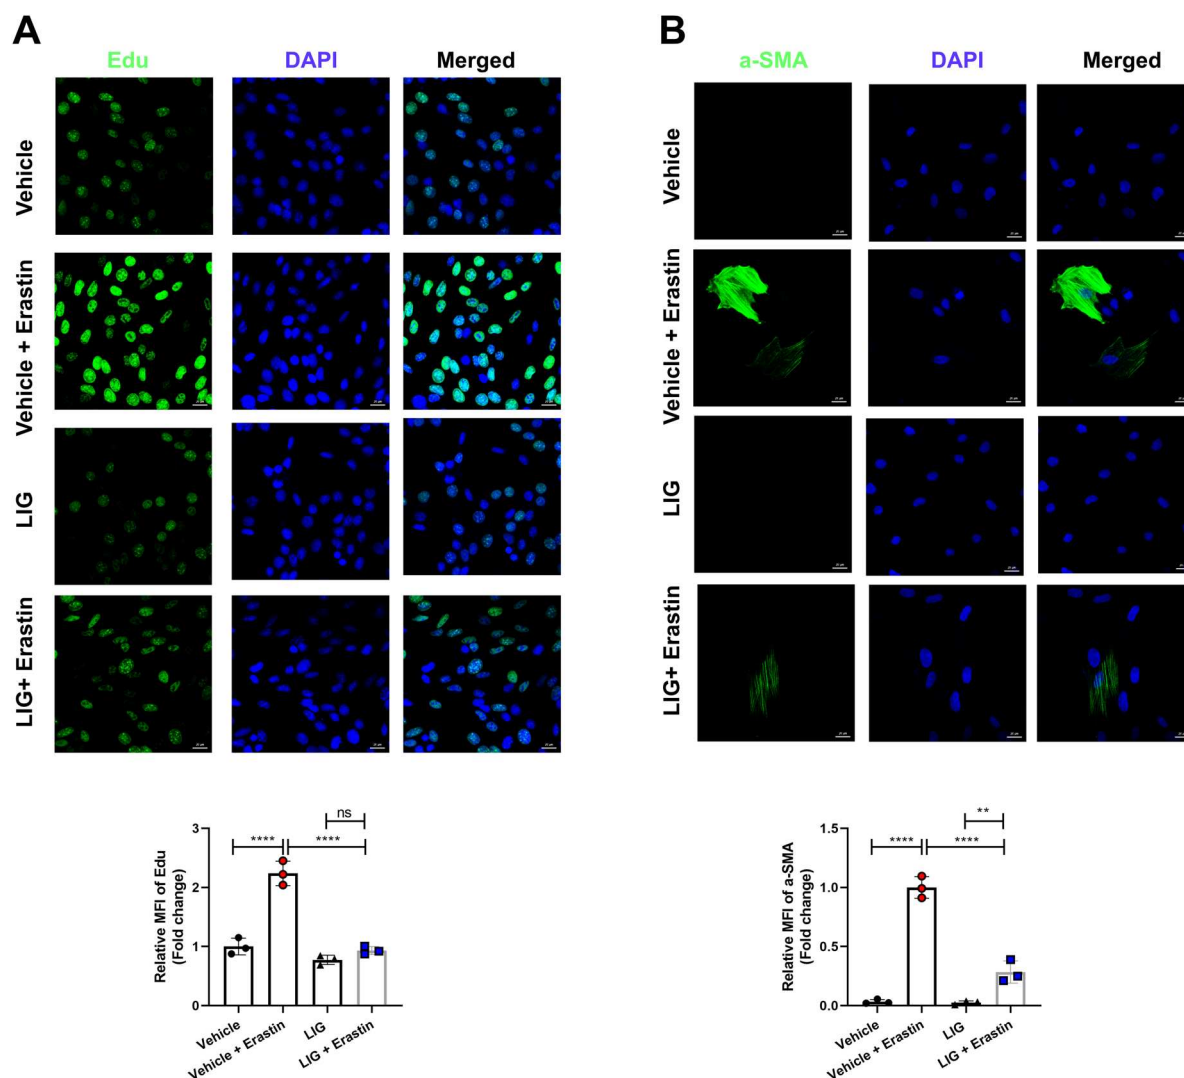 A
Edu DAPI Merged
Vehicle
Vehicle + Erastin
LIG
LIG+ Erastin
ns
**** ****
Relative MFI of Edu
(Fold change)
3
2
1
0
Vehicle
Vehicle + Erastin
LIG
LIG + Erastin
B
a-SMA DAPI Merged
Vehicle
Vehicle + Erastin
LIG
LIG+ Erastin
**
**** ****
Relative MFI of a-SMA
(Fold change)
1.5
1.0
0.5
0.0
Vehicle
Vehicle + Erastin
LIG
LIG + Erastin